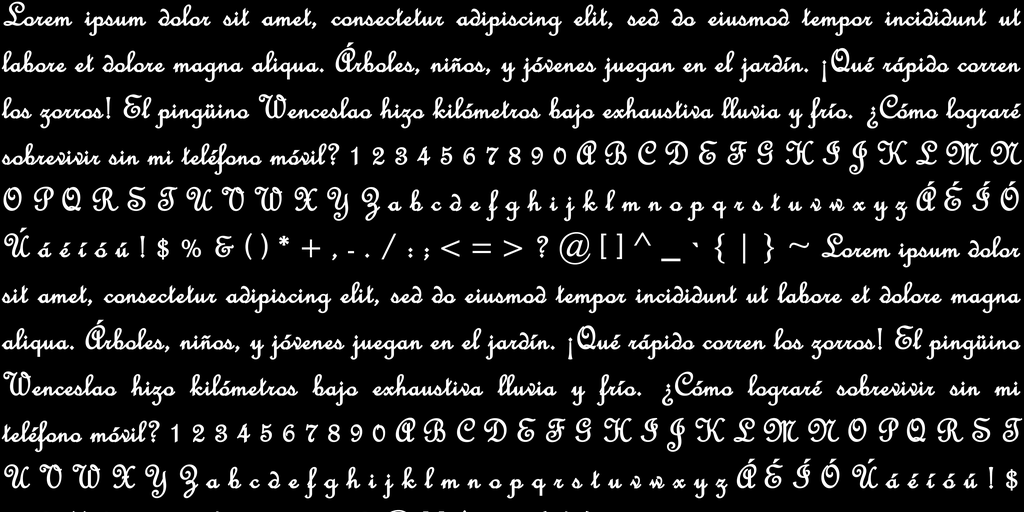 Lorem ipsum dolor sit amet, consectetur adipiscing elit, sed do eiusmod tempor incididunt ut
labore et dolore magna aliqua. Árboles, niños, y jóvenes juegan en el jardín. ¡Qué rápido corren
los zorros! El pingüino Wenceslao hizo kilómetros bajo exhaustiva lluvia y frío. ¿Cómo lograré
sobrevivir sin mi teléfono móvil? 1 2 3 4 5 6 7 8 9 0 A B C D E F G H I J K L M N
O P Q R S T U V W X Y Z a b c d e f g h i j k l m n o p q r s t u v w x y z Á É Í Ó
Ú á é í ó ú ! $ % & ( ) * + , - . / : ; < = > ? @ [ ] ^ _ ` { | } ~ Lorem ipsum dolor
sit amet, consectetur adipiscing elit, sed do eiusmod tempor incididunt ut labore et dolore magna
aliqua. Árboles, niños, y jóvenes juegan en el jardín. ¡Qué rápido corren los zorros! El pingüino
Wenceslao hizo kilómetros bajo exhaustiva lluvia y frío. ¿Cómo lograré sobrevivir sin mi
teléfono móvil? 1 2 3 4 5 6 7 8 9 0 A B C D E F G H I J K L M N O P Q R S T
U V W X Y Z a b c d e f g h i j k l m n o p q r s t u v w x y z Á É Í Ó Ú á é í ó ú ! $